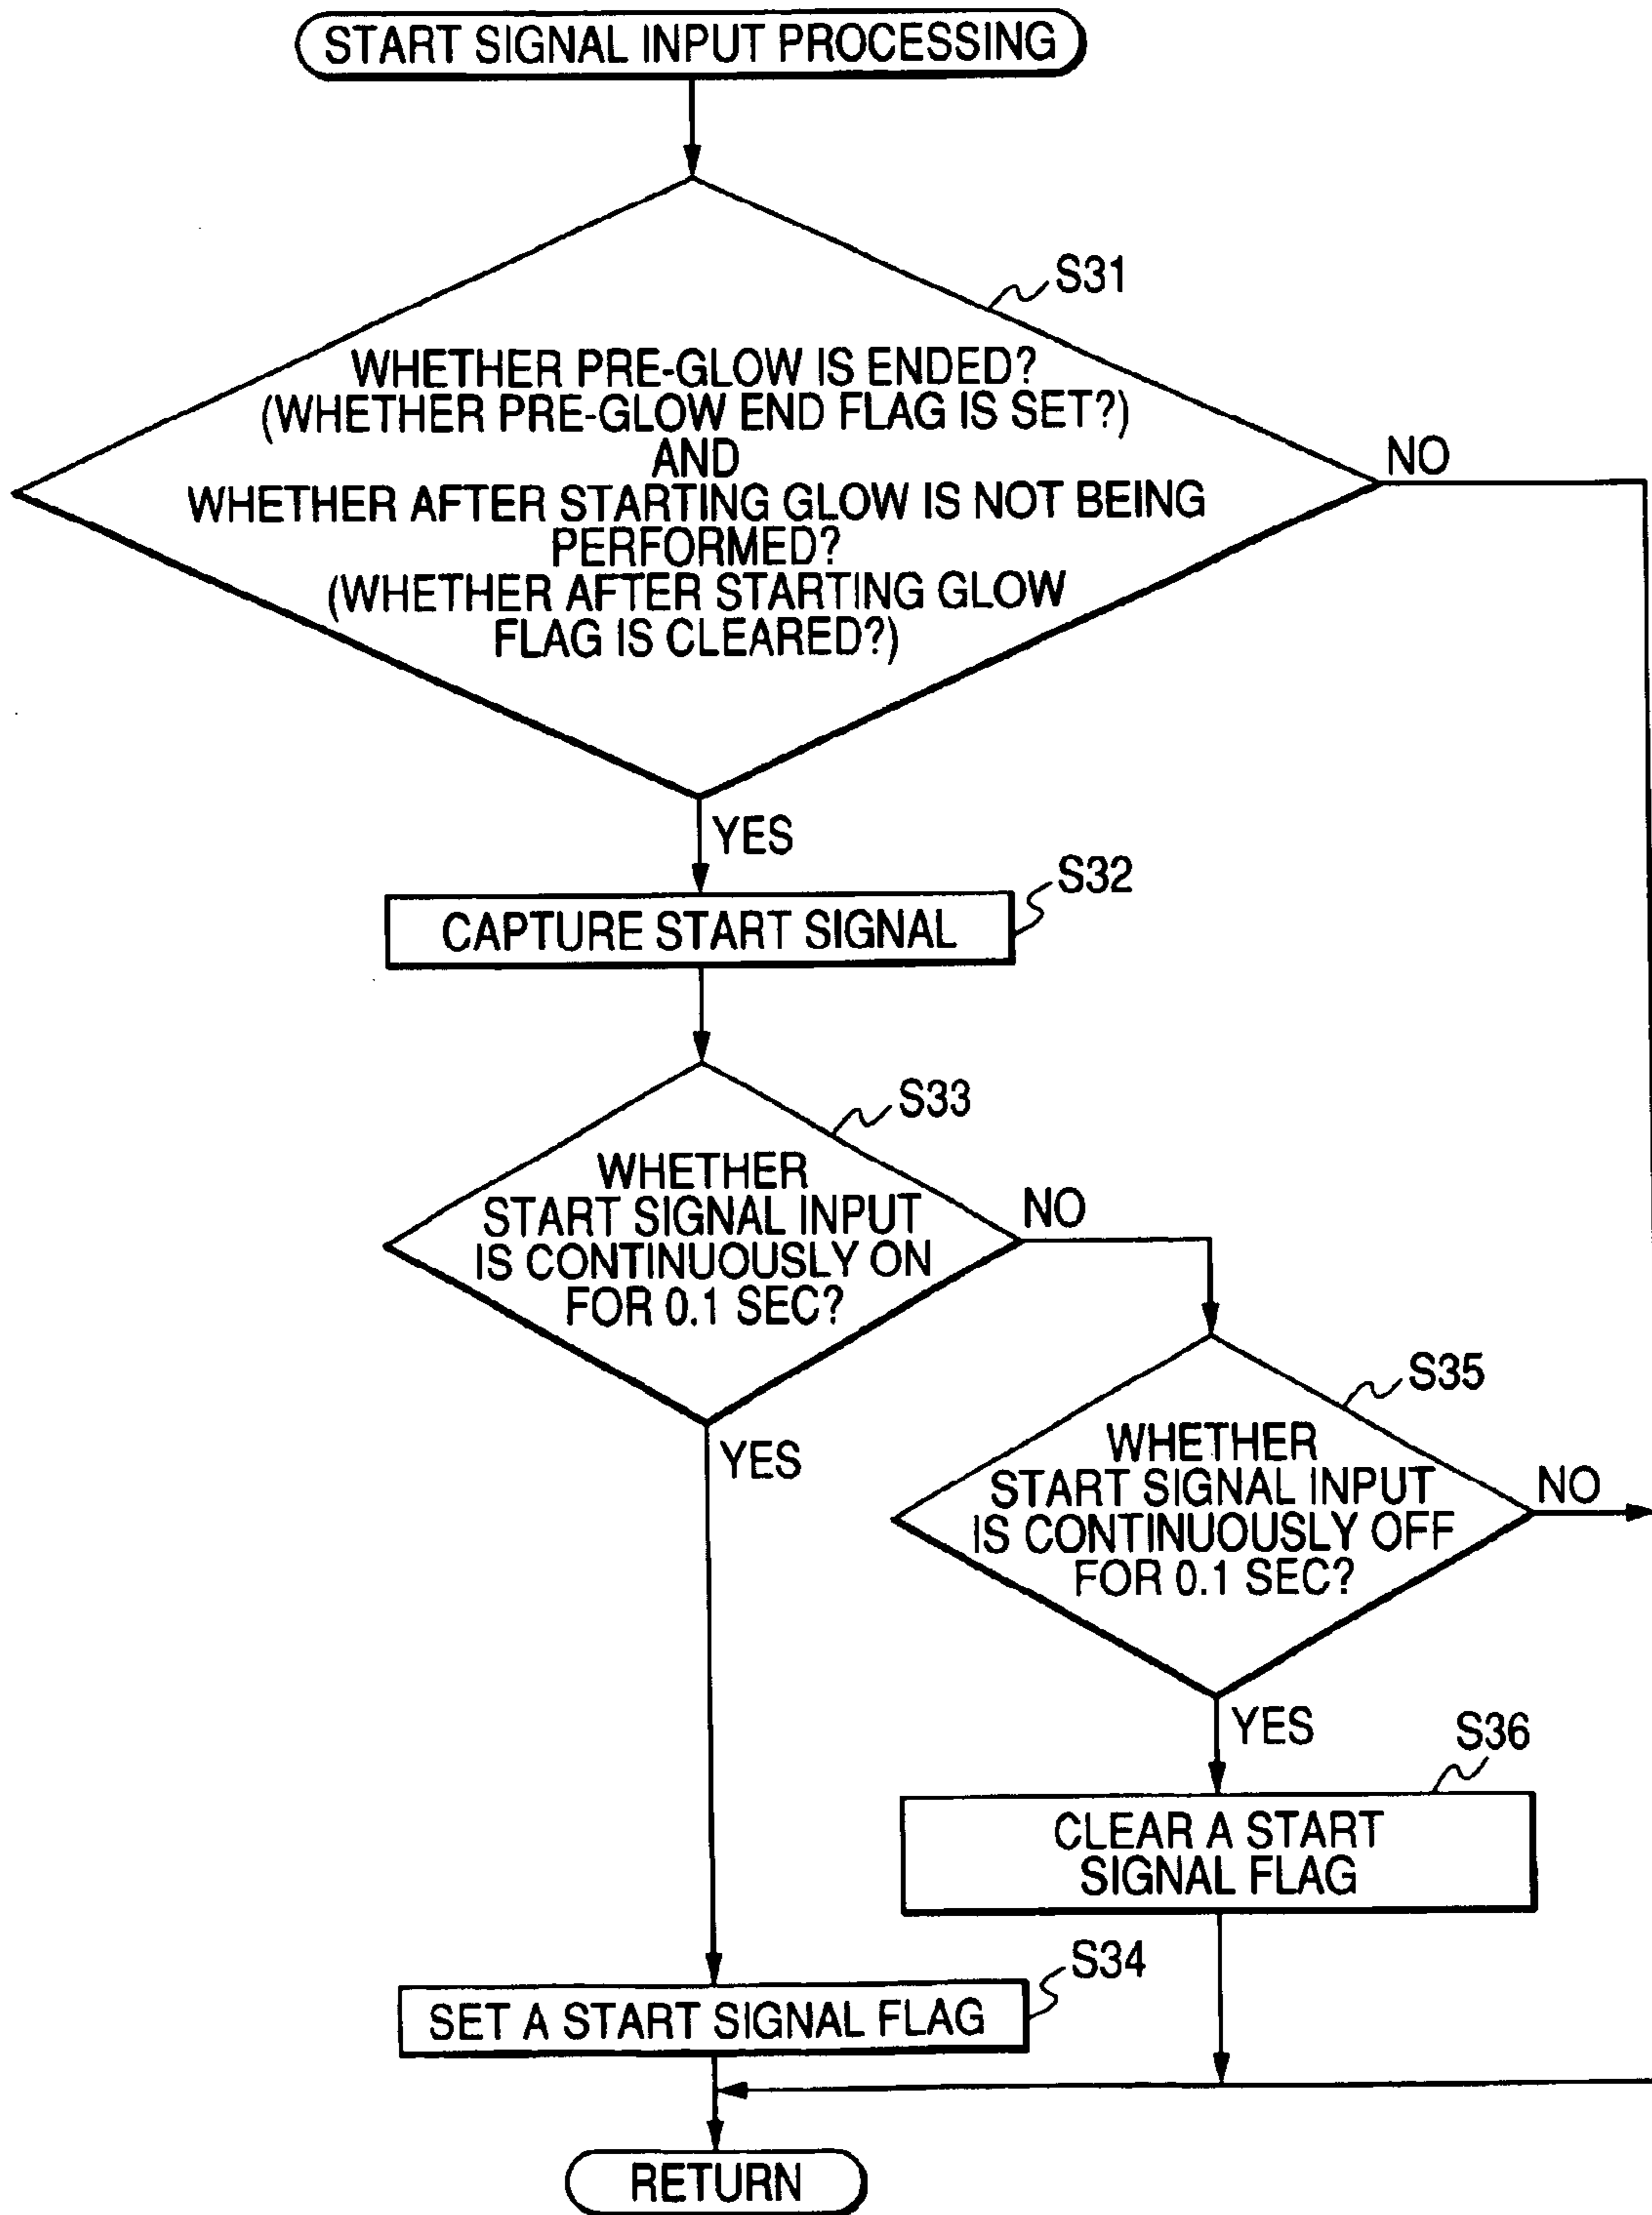 START SIGNAL INPUT PROCESSING
S31
WHETHER PRE-GLOW IS ENDED?
(WHETHER PRE-GLOW END FLAG IS SET?)
AND
WHETHER AFTER STARTING GLOW IS NOT BEING
PERFORMED?
(WHETHER AFTER STARTING GLOW
FLAG IS CLEARED?)
NO
YES
S32
CAPTURE START SIGNAL
S33
WHETHER
START SIGNAL INPUT
IS CONTINUOUSLY ON
FOR 0.1 SEC?
NO
YES
S35
WHETHER
START SIGNAL INPUT
IS CONTINUOUSLY OFF
FOR 0.1 SEC?
NO
YES
S36
CLEAR A START
SIGNAL FLAG
S34
SET A START SIGNAL FLAG
RETURN